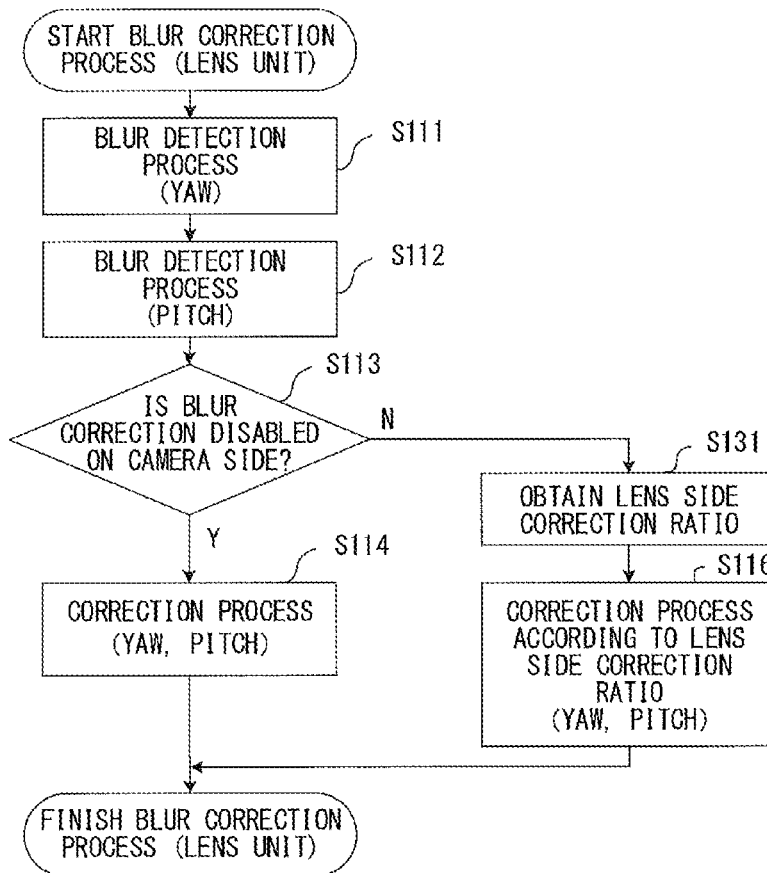 START BLUR CORRECTION
PROCESS (LENS UNIT)
S111
BLUR DETECTION
PROCESS
(YAW)
S112
BLUR DETECTION
PROCESS
(PITCH)
S113
IS BLUR
CORRECTION DISABLED
ON CAMERA SIDE?
N
Y
S131
OBTAIN LENS SIDE
CORRECTION RATIO
S114
CORRECTION PROCESS
(YAW, PITCH)
S116
CORRECTION PROCESS
ACCORDING TO LENS
SIDE CORRECTION
RATIO
(YAW, PITCH)
FINISH BLUR CORRECTION
PROCESS (LENS UNIT)